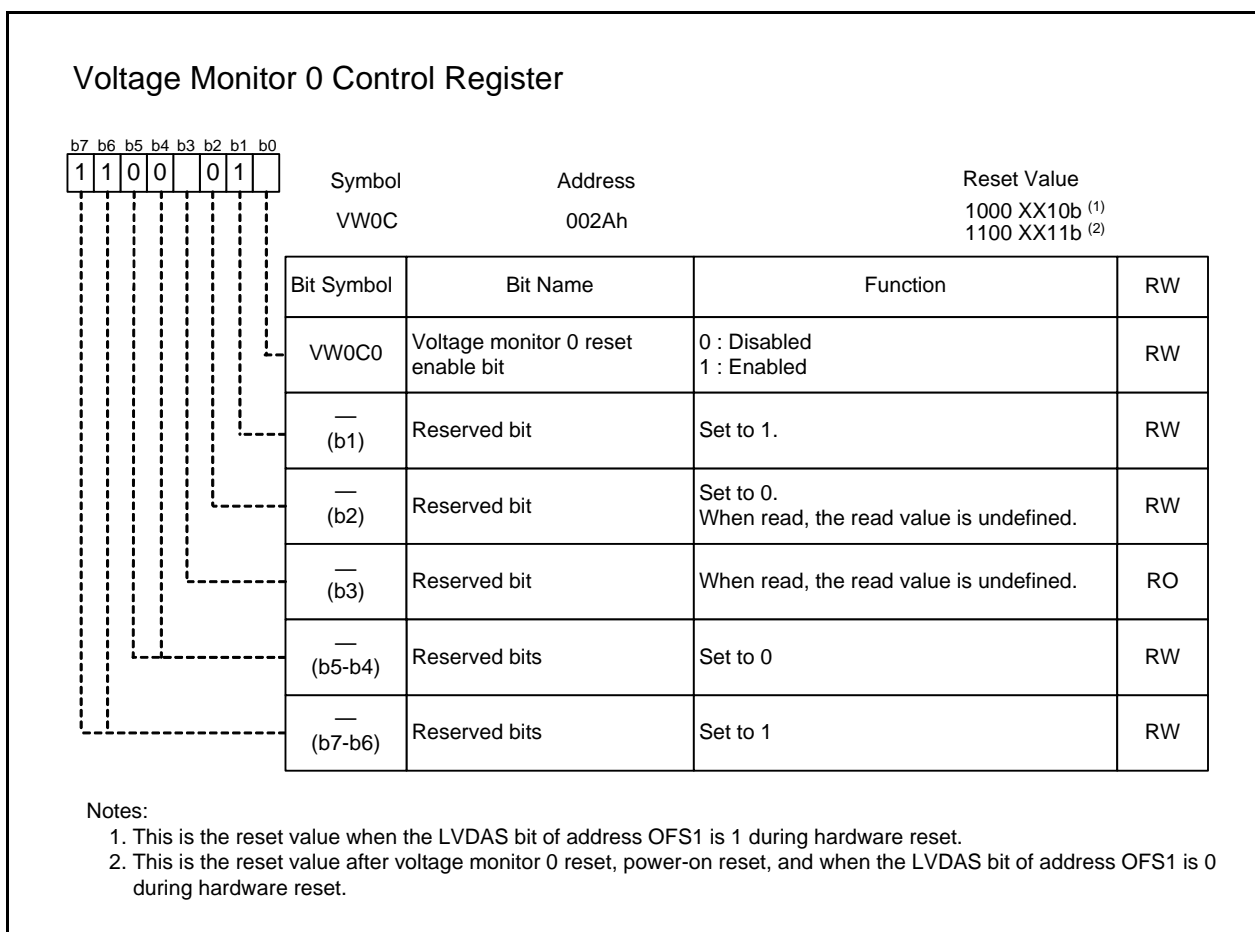 Voltage Monitor 0 Control Register
b7 b6 b5 b4 b3 b2 b1 b0
1 1 0 0 0 1
Symbol Address Reset Value
VW0C 002Ah 1000 XX10b (1)
1100 XX11b (2)
Bit Symbol Bit Name Function RW
VW0C0 Voltage monitor 0 reset enable bit 0 : Disabled RW
1 : Enabled
—
(b1) Reserved bit Set to 1. RW
—
(b2) Reserved bit Set to 0. RW
When read, the read value is undefined.
—
(b3) Reserved bit When read, the read value is undefined. RO
—
(b5-b4) Reserved bits Set to 0 RW
—
(b7-b6) Reserved bits Set to 1 RW
Notes:
1. This is the reset value when the LVDAS bit of address OFS1 is 1 during hardware reset.
2. This is the reset value after voltage monitor 0 reset, power-on reset, and when the LVDAS bit of address OFS1 is 0
during hardware reset.